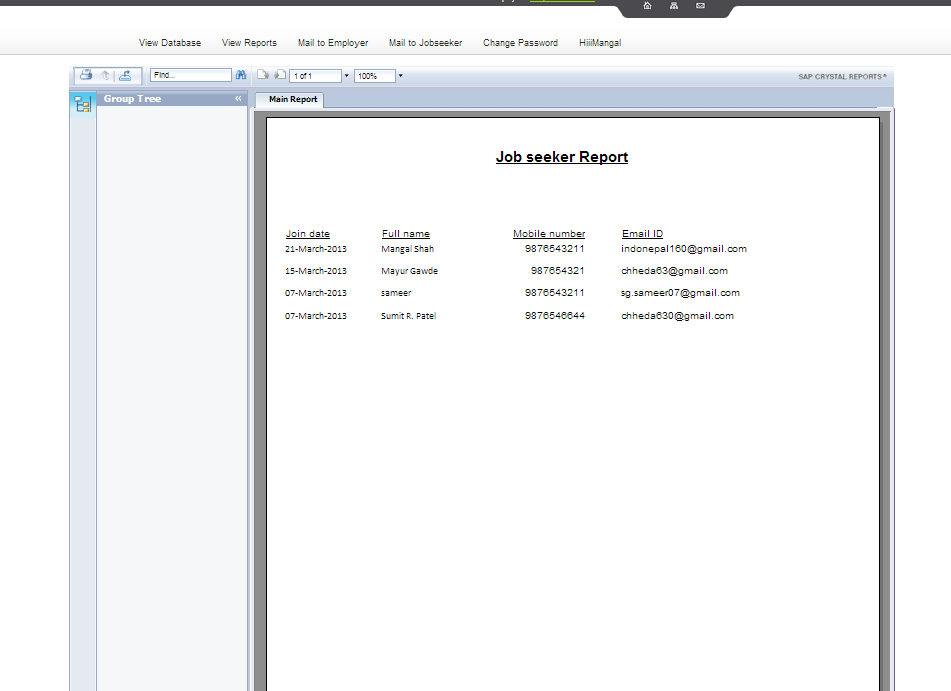 View Database View Reports Mail to Employer Mail to Jobseeker Change Password HiiiMangal
Find... 1 of 1 100% SAP CRYSTAL REPORTS®
Group Tree « Main Report
Job seeker Report
Join date Full name Mobile number Email ID
21-March-2013 Mangal Shah 9876543211 indonepal160@gmail.com
15-March-2013 Mayur Gawde 987654321 chheda63@gmail.com
07-March-2013 sameer 9876543211 sg.sameer07@gmail.com
07-March-2013 Sumit R. Patel 9876546644 chheda630@gmail.com